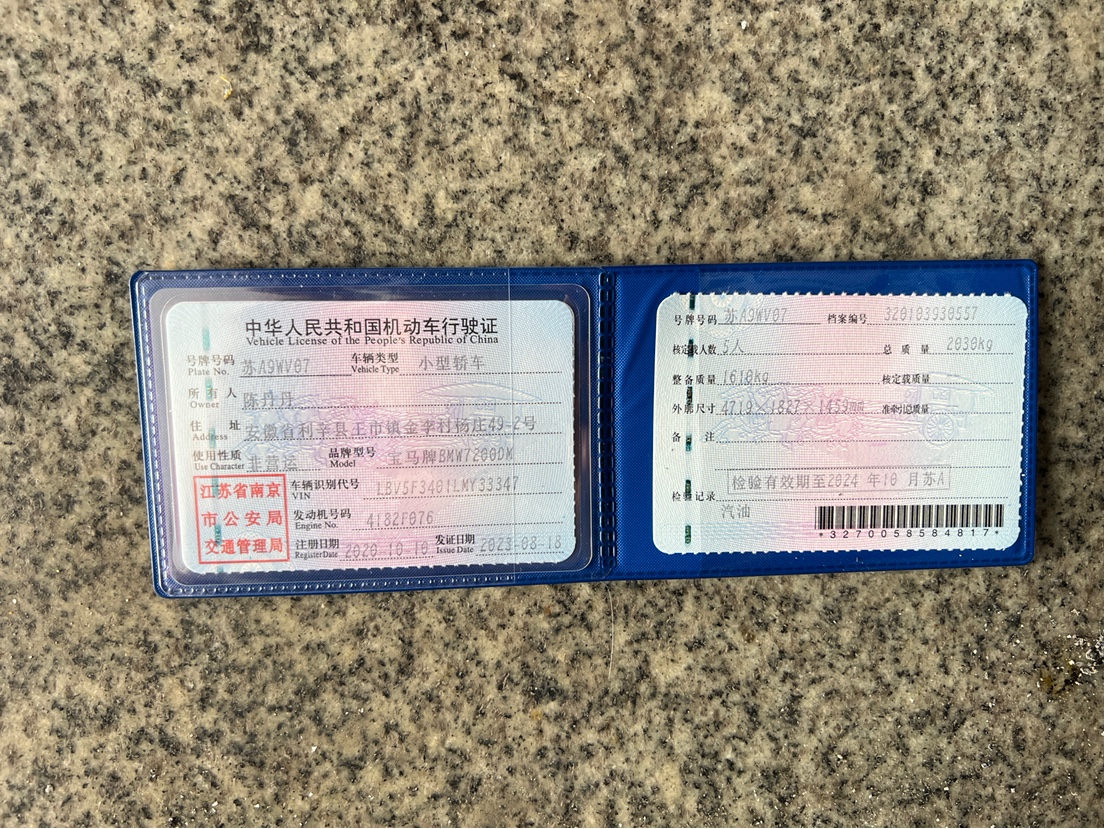 中华人民共和国机动车行驶证
Vehicle License of the People's Republic of China
号牌号码 Plate No. 苏A9WV07 车辆类型 Vehicle Type 小型轿车
所有人 Owner 陈丹丹
住址 Address 安徽省利辛县王市镇金李村杨庄49-2号
使用性质 Use Character 非营运 品牌型号 Model 宝马牌BMW7200DM
江苏省南京
市公安局
交通管理局
车辆识别代号 VIN LBV5F3401LMY33347
发动机号码 Engine No. 4182F076
注册日期 Register Date 2020-10-10 发证日期 Issue Date 2023-08-18
号牌号码 苏A9WV07 档案编号 320103930557
核定载人数 5人 总质量 2030kg
整备质量 1610kg 核定载质量
外廓尺寸 4719×1827×1459mm 准牵引总质量
备注
检验记录 检验有效期至2024年10月苏A
汽油
*3270058584817*